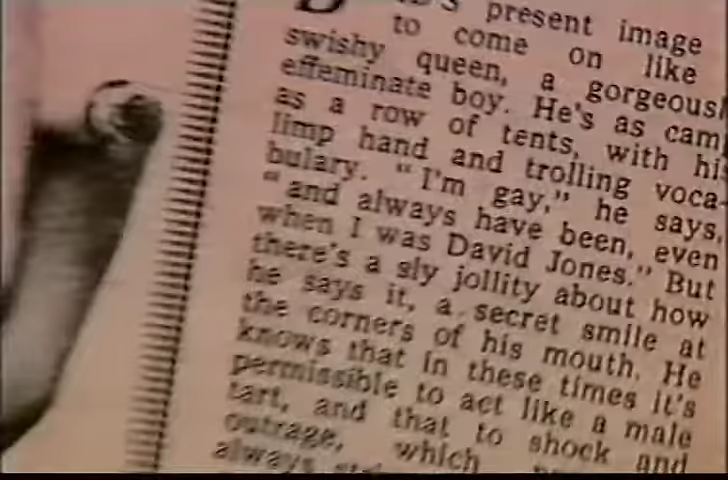 present image
to come on like
swishy queen, a gorgeousl
effeminate boy. He's as cam
as a row of tents, with his
limp hand and trolling voca-
bulary. "I'm gay," he says,
"and always have been, even
when I was David Jones." But
there's a sly jollity about how
he says it, a secret smile at
the corners of his mouth. He
knows that in these times it's
permissible to act like a male
tart, and that to shock and
outrage, which
always